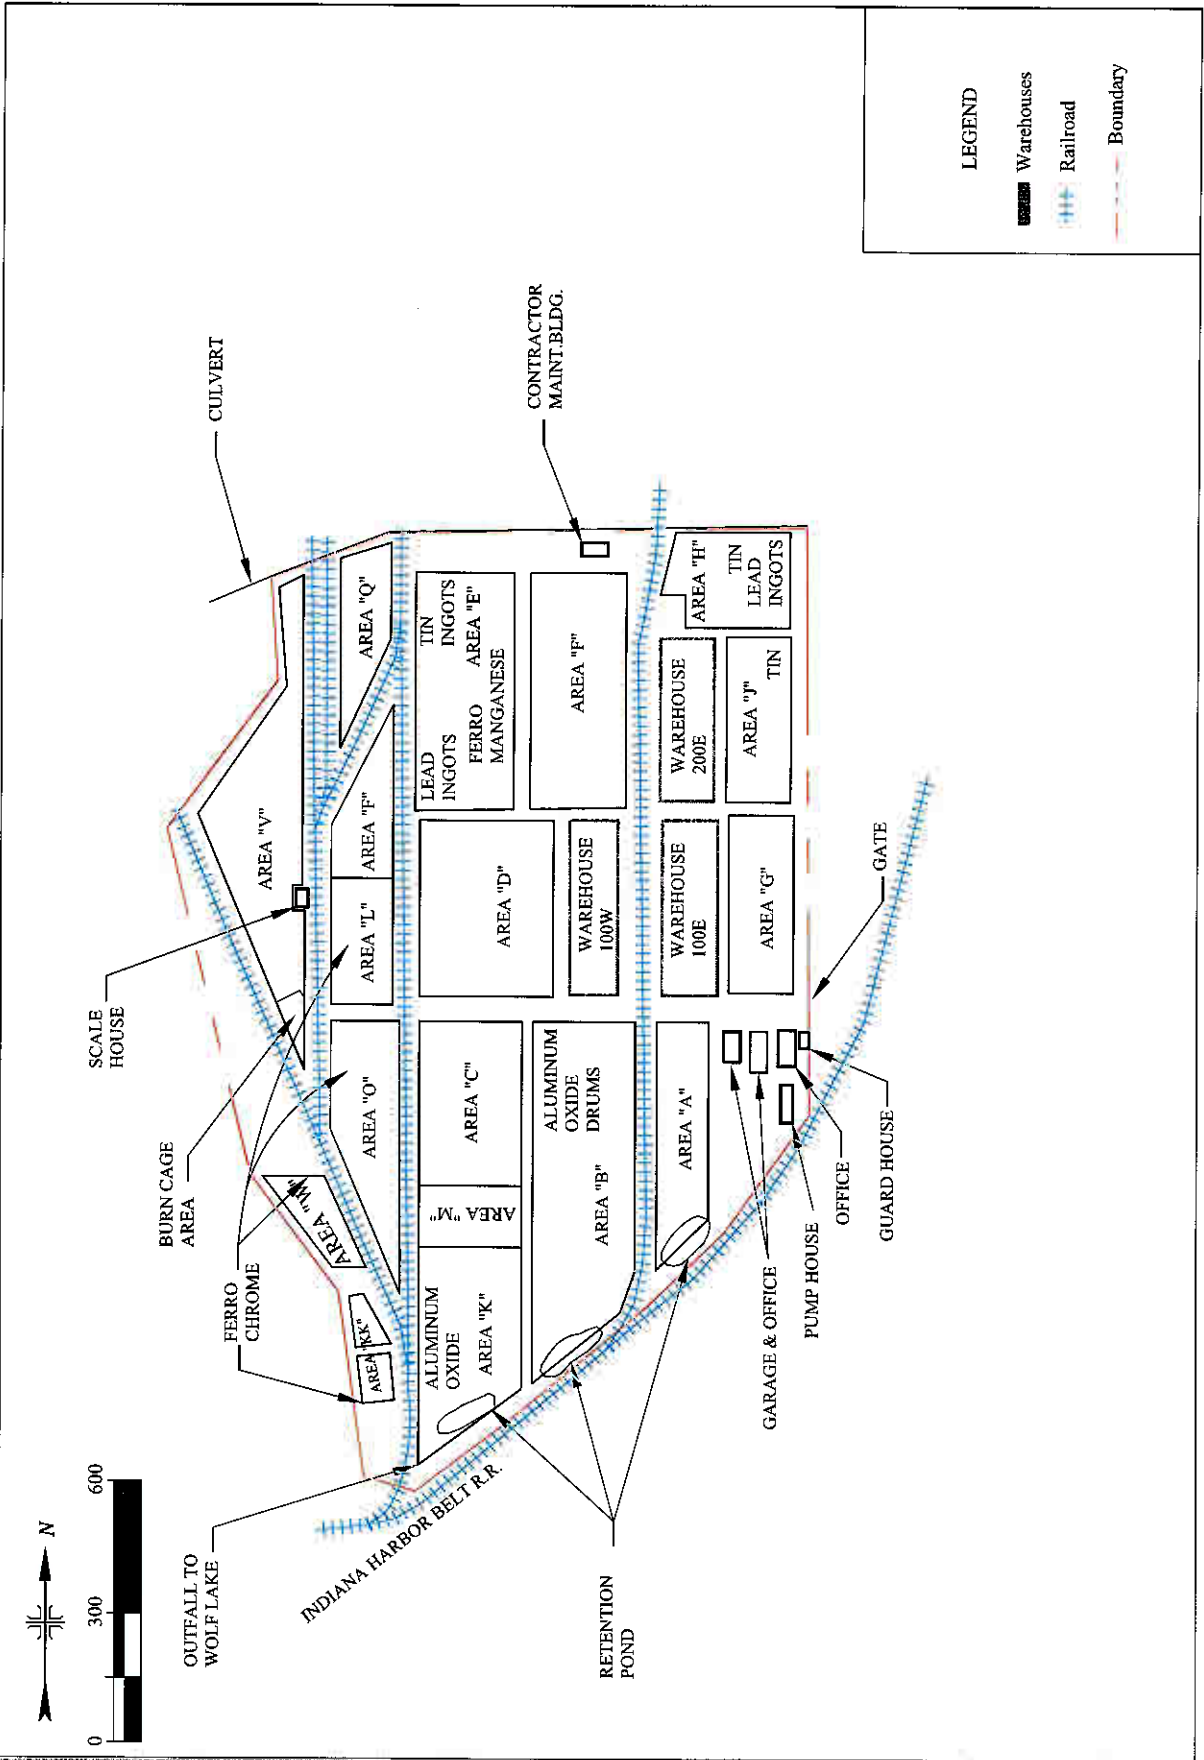 N
0 300 600
OUTFALL TO
WOLF LAKE
FERRO
CHROME
BURN CAGE
AREA
SCALE
HOUSE
CULVERT
CONTRACTOR
MAINT.BLDG.
LEGEND
Warehouses
Railroad
Boundary
AREA "KK"
AREA "W"
AREA "V"
AREA "O"
AREA "L"
AREA "F"
AREA "Q"
ALUMINUM
OXIDE
AREA "K"
AREA "M"
AREA "C"
AREA "D"
LEAD
INGOTS
TIN
INGOTS
FERRO
MANGANESE
AREA "E"
AREA "B"
ALUMINUM
OXIDE
DRUMS
WAREHOUSE
100W
AREA "F"
AREA "A"
WAREHOUSE
100E
WAREHOUSE
200E
AREA "H"
TIN
LEAD
INGOTS
AREA "G"
AREA "J"
TIN
INDIANA HARBOR BELT R.R.
RETENTION
POND
GARAGE & OFFICE
PUMP HOUSE
OFFICE
GUARD HOUSE
GATE